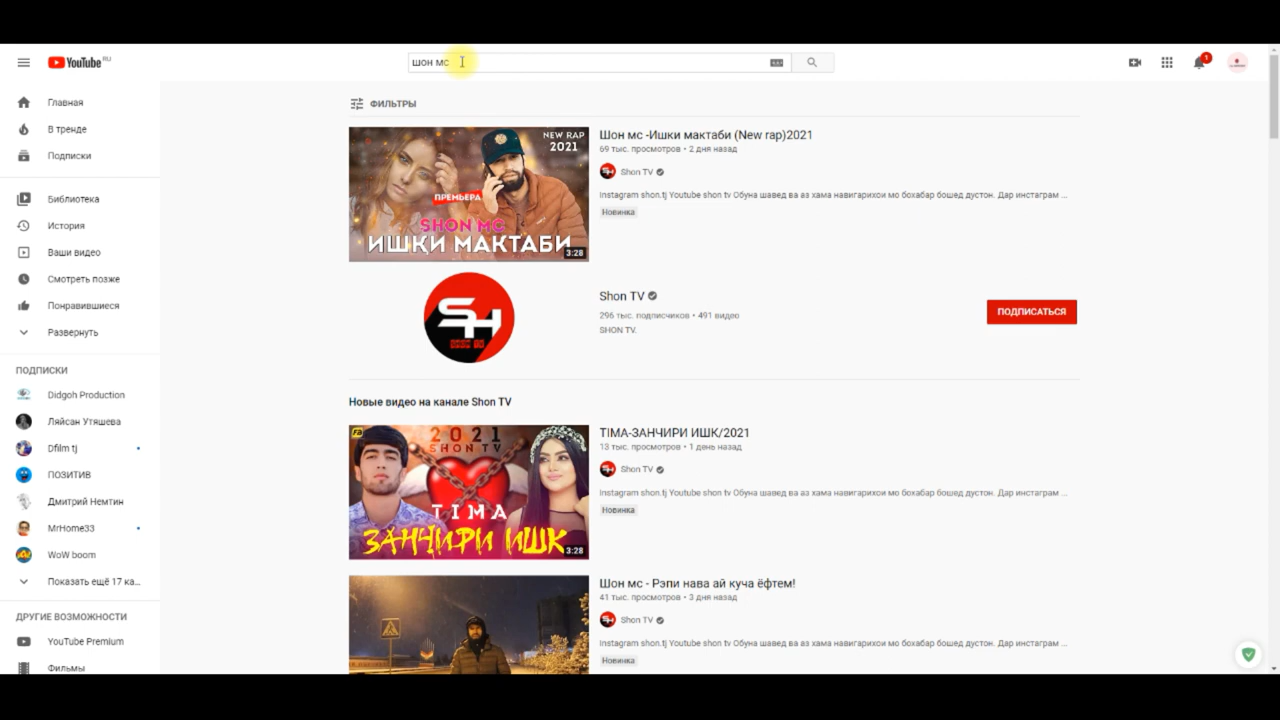 YouTube RU
шон мс
1
Главная
В тренде
Подписки
Библиотека
История
Ваши видео
Смотреть позже
Понравившиеся
Развернуть
ПОДПИСКИ
Didgoh Production
Ляйсан Утяшева
Dfilm tj
ПОЗИТИВ
Дмитрий Немтин
MrHome33
WoW boom
Показать ещё 17 ка...
ДРУГИЕ ВОЗМОЖНОСТИ
YouTube Premium
Фильмы
ФИЛЬТРЫ
NEW RAP
2021
ПРЕМЬЕРА
SHON MC
ИШҚИ МАКТАБИ
3:28
Шон мс -Ишки мактаби (New rap)2021
69 тыс. просмотров • 2 дня назад
Shon TV
Instagram shon.tj Youtube shon tv Обуна шавед ва аз хама навигарихои мо бохабар бошед дустон. Дар инстаграм ...
Новинка
SH
Shon TV
296 тыс. подписчиков • 491 видео
SHON TV.
ПОДПИСАТЬСЯ
Новые видео на канале Shon TV
2021
SHON TV
TIMA
ЗАНЧИРИ ИШК
3:28
TIMA-ЗАНЧИРИ ИШК/2021
13 тыс. просмотров • 1 день назад
Shon TV
Instagram shon.tj Youtube shon tv Обуна шавед ва аз хама навигарихои мо бохабар бошед дустон. Дар инстаграм ...
Новинка
Шон мс - Рэпи нава ай куча ёфтем!
41 тыс. просмотров • 3 дня назад
Shon TV
Instagram shon.tj Youtube shon tv Обуна шавед ва аз хама навигарихои мо бохабар бошед дустон. Дар инстаграм ...
Новинка